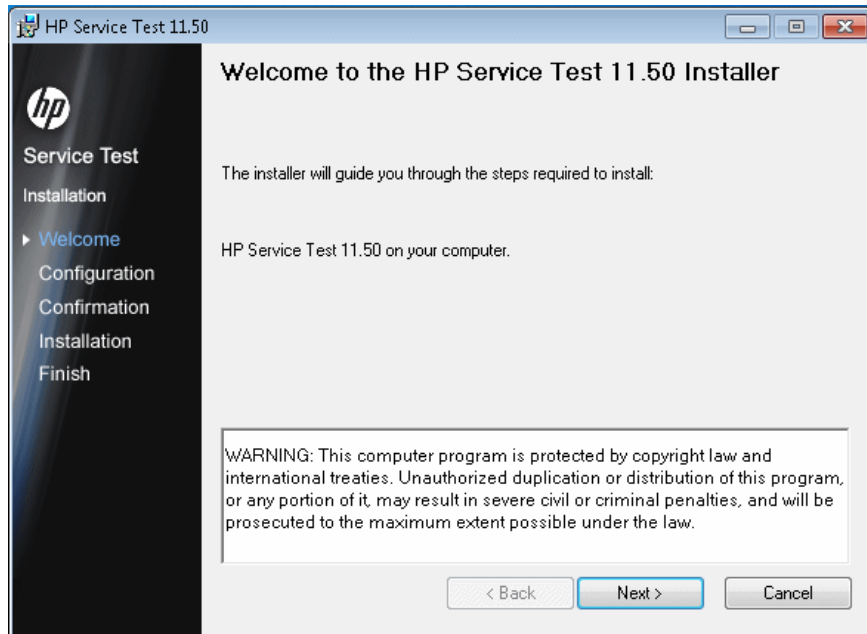 HP Service Test 11.50
hp
Service Test
Installation
Welcome
Configuration
Confirmation
Installation
Finish
Welcome to the HP Service Test 11.50 Installer
The installer will guide you through the steps required to install:
HP Service Test 11.50 on your computer.
WARNING: This computer program is protected by copyright law and
international treaties. Unauthorized duplication or distribution of this program,
or any portion of it, may result in severe civil or criminal penalties, and will be
prosecuted to the maximum extent possible under the law.
< Back
Next >
Cancel